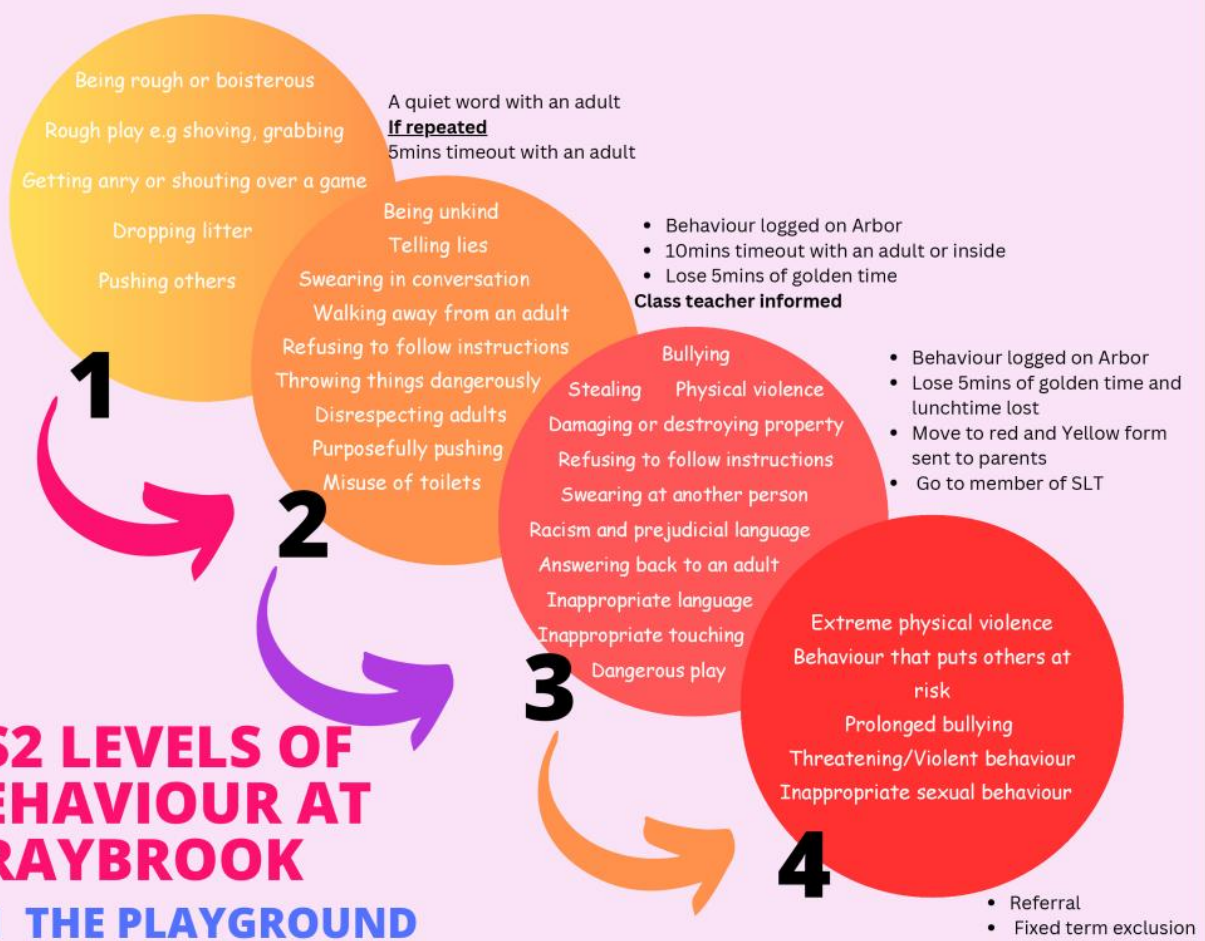 Being rough or boisterous
Rough play e.g shoving, grabbing
Getting anry or shouting over a game
Dropping litter
Pushing others
1
A quiet word with an adult
If repeated
5mins timeout with an adult
Being unkind
Telling lies
Swearing in conversation
Walking away from an adult
Refusing to follow instructions
Throwing things dangerously
Disrespecting adults
Purposefully pushing
Misuse of toilets
2
• Behaviour logged on Arbor
• 10mins timeout with an adult or inside
• Lose 5mins of golden time
Class teacher informed
Bullying
Stealing Physical violence
Damaging or destroying property
Refusing to follow instructions
Swearing at another person
Racism and prejudicial language
Answering back to an adult
Inappropriate language
Inappropriate touching
Dangerous play
3
• Behaviour logged on Arbor
• Lose 5mins of golden time and
lunchtime lost
• Move to red and Yellow form
sent to parents
• Go to member of SLT
Extreme physical violence
Behaviour that puts others at
risk
Prolonged bullying
Threatening/Violent behaviour
Inappropriate sexual behaviour
4
• Referral
• Fixed term exclusion
S2 LEVELS OF
EHAVIOUR AT
RAYBROOK
THE PLAYGROUND